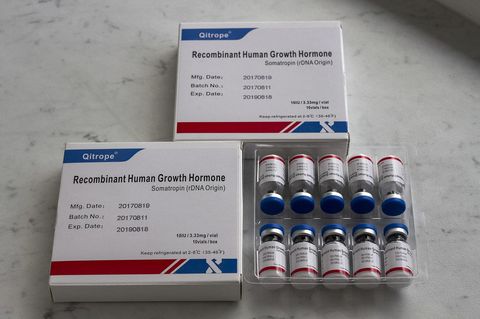 Qitrope®
Recombinant Human Growth Hormone
Somatropin (rDNA Origin)
Mfg. Date: 20170819
Batch No.: 20170811
Exp. Date: 20190818
10IU / 3.33mg / vial
10vials / box
Keep refrigerated at 2-8℃ (35-46℉)
Qitrope®
Recombinant Human Growth Hormone
Somatropin (rDNA Origin)
Mfg. Date: 20170819
Batch No.: 20170811
Exp. Date: 20190818
10IU / 3.33mg / vial
10vials / box
Keep refrigerated at 2-8℃ (35-46℉)